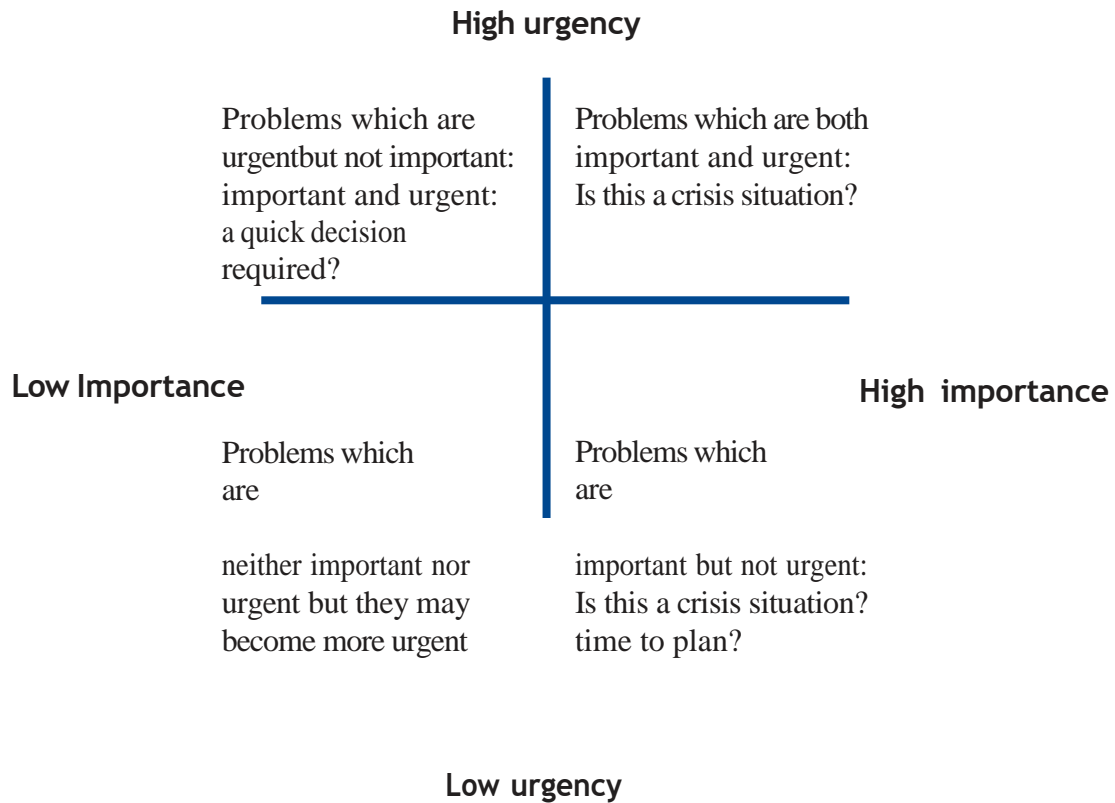 High urgency
Problems which are
urgentbut not important:
important and urgent:
a quick decision
required?
Problems which are both
important and urgent:
Is this a crisis situation?
Low Importance
High importance
Problems which
are
neither important nor
urgent but they may
become more urgent
Problems which
are
important but not urgent:
Is this a crisis situation?
time to plan?
Low urgency